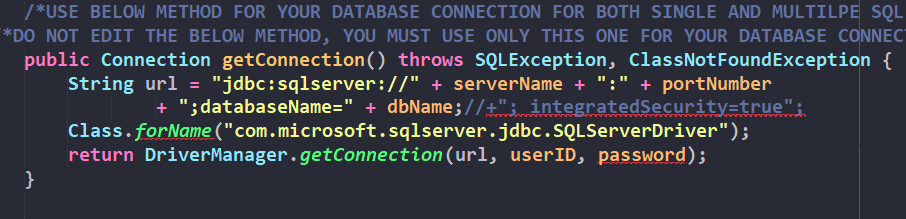 /*USE BELOW METHOD FOR YOUR DATABASE CONNECTION FOR BOTH SINGLE AND MULTILPE SQL
*DO NOT EDIT THE BELOW METHOD, YOU MUST USE ONLY THIS ONE FOR YOUR DATABASE CONNECT
public Connection getConnection() throws SQLException, ClassNotFoundException {
String url = "jdbc:sqlserver://" + serverName + ":" + portNumber
+ ";databaseName=" + dbName;//+"; integratedSecurity=true";
Class.forName("com.microsoft.sqlserver.jdbc.SQLServerDriver");
return DriverManager.getConnection(url, userID, password);
}